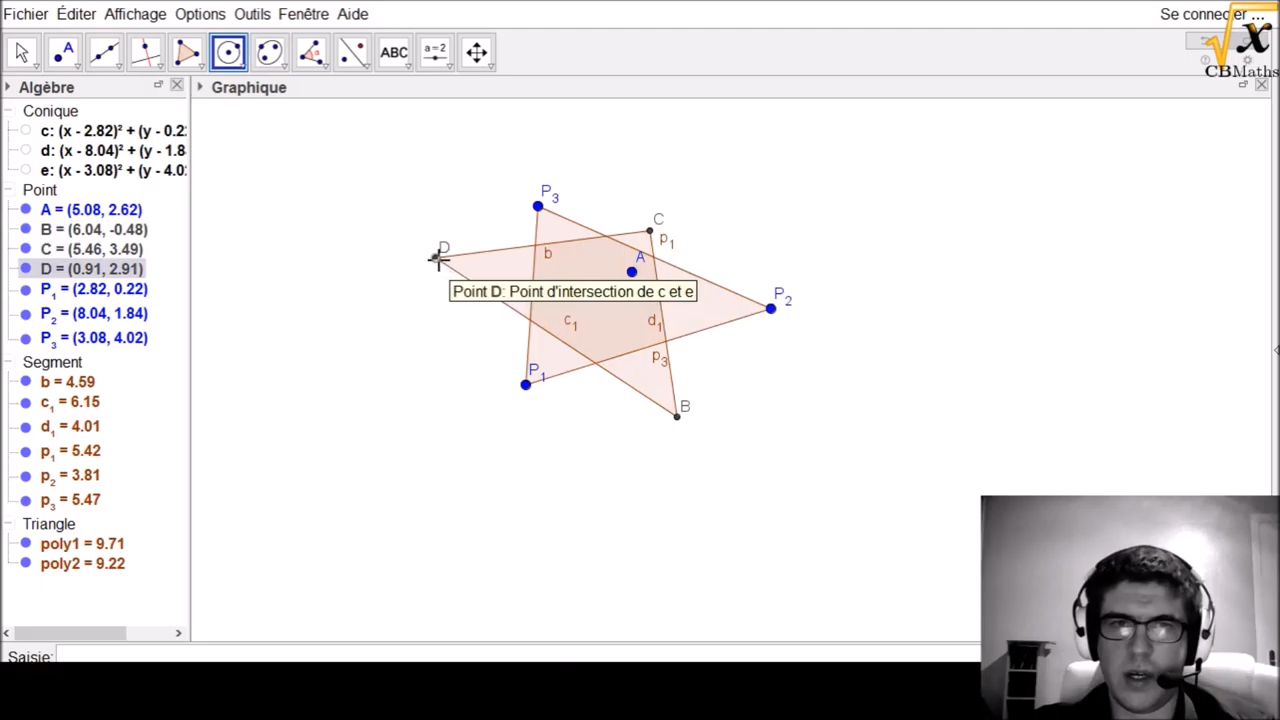 Fichier Éditer Affichage Options Outils Fenêtre Aide
Se connecter ...
A
ABC
a=2
x
CBMaths
Algèbre
Graphique
Conique
c: (x - 2.82)² + (y - 0.22
d: (x - 8.04)² + (y - 1.8
e: (x - 3.08)² + (y - 4.0
Point
A = (5.08, 2.62)
B = (6.04, -0.48)
C = (5.46, 3.49)
D = (0.91, 2.91)
P₁ = (2.82, 0.22)
P₂ = (8.04, 1.84)
P₃ = (3.08, 4.02)
Segment
b = 4.59
c₁ = 6.15
d₁ = 4.01
p₁ = 5.42
p₂ = 3.81
p₃ = 5.47
Triangle
poly1 = 9.71
poly2 = 9.22
P₃
C
p₁
D
b
A
Point D: Point d'intersection de c et e
P₂
c₁
d₁
p₃
P₁
B
Saisie: